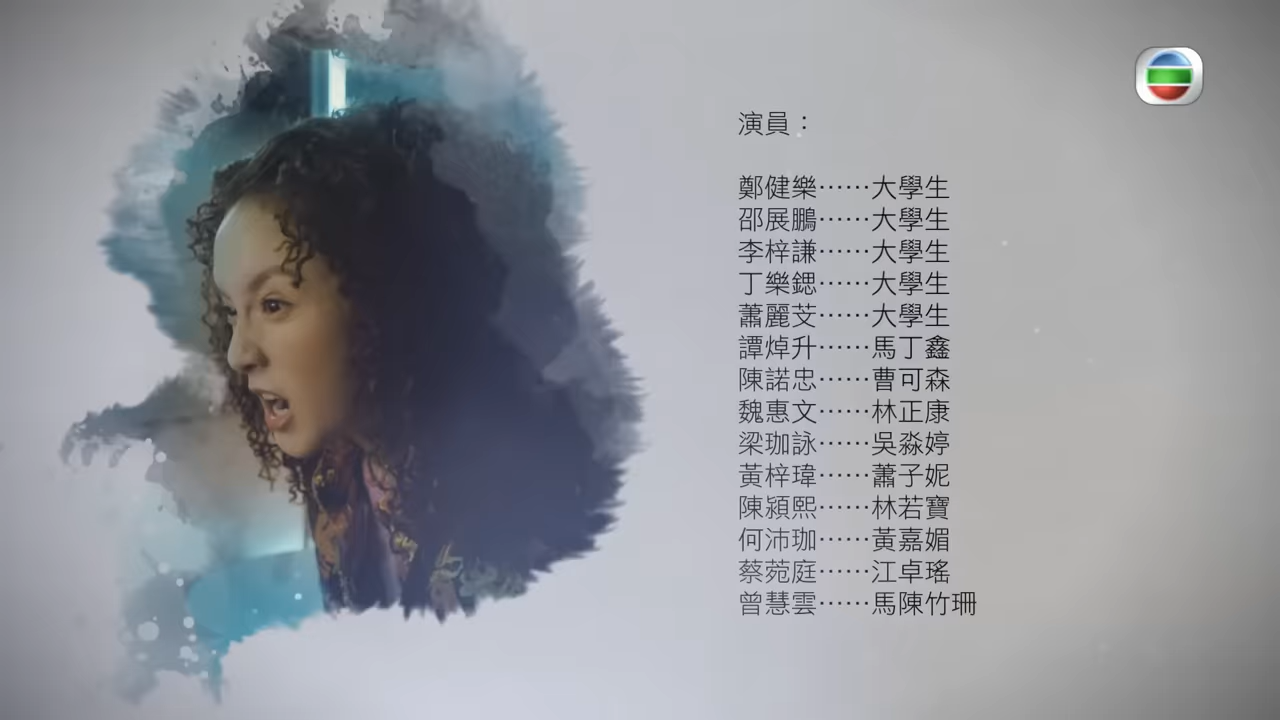 演員：
鄭健樂⋯⋯大學生
邵展鵬⋯⋯大學生
李梓謙⋯⋯大學生
丁樂鍶⋯⋯大學生
蕭麗芠⋯⋯大學生
譚焯升⋯⋯馬丁鑫
陳諾忠⋯⋯曹可森
魏惠文⋯⋯林正康
梁珈詠⋯⋯吳淼婷
黃梓瑋⋯⋯蕭子妮
陳潁熙⋯⋯林若寶
何沛珈⋯⋯黃嘉媚
蔡菀庭⋯⋯江卓瑤
曾慧雲⋯⋯馬陳竹珊